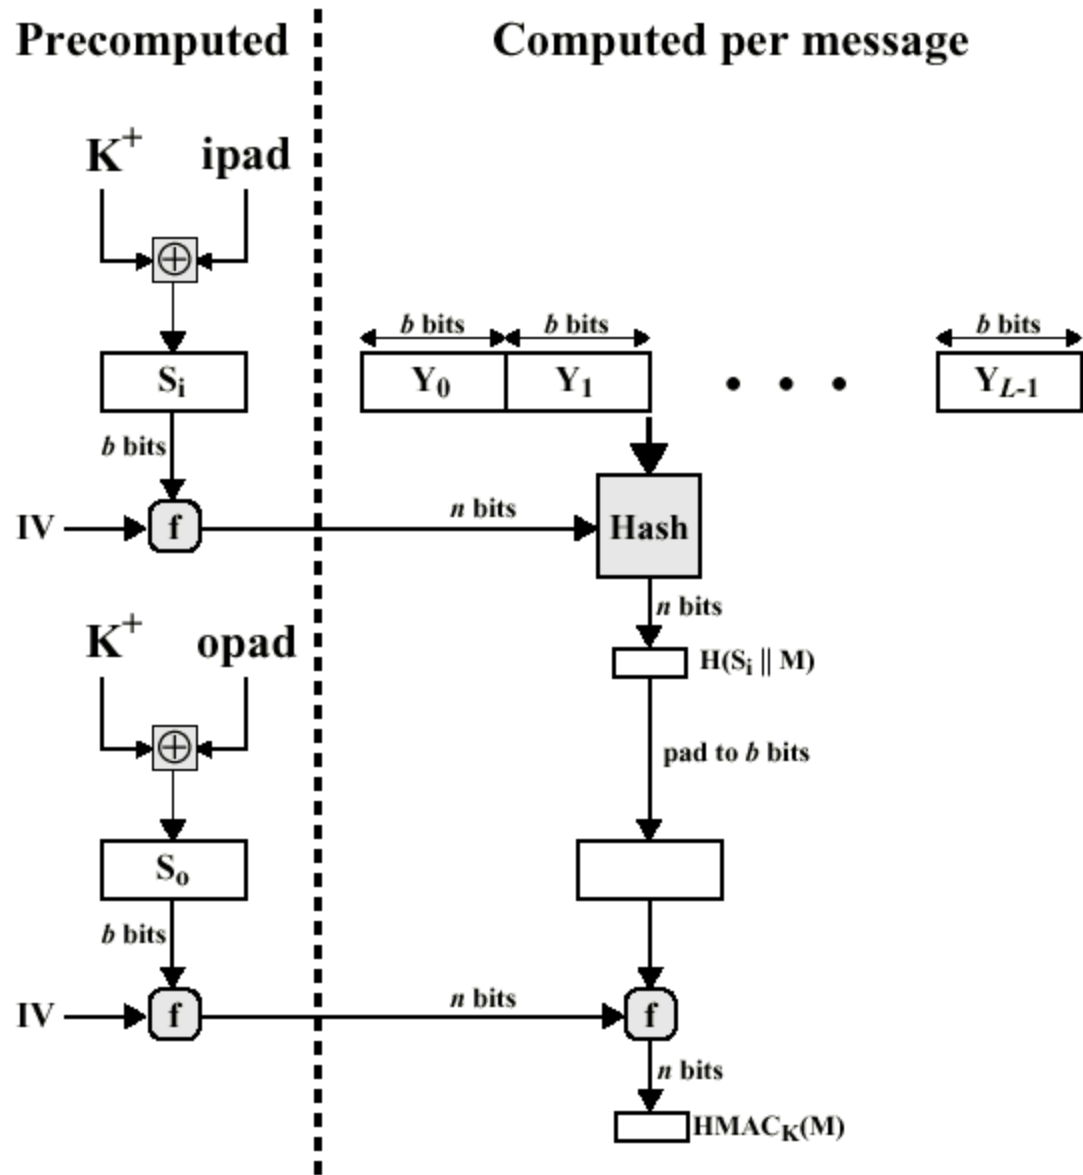 Precomputed
Computed per message
K+ ipad
⊕
b bits b bits b bits
Si
Y0 Y1 • • • YL-1
b bits
IV f n bits Hash
n bits
K+ opad
H(Si || M)
⊕
pad to b bits
So
b bits
IV f n bits f
n bits
HMACK(M)